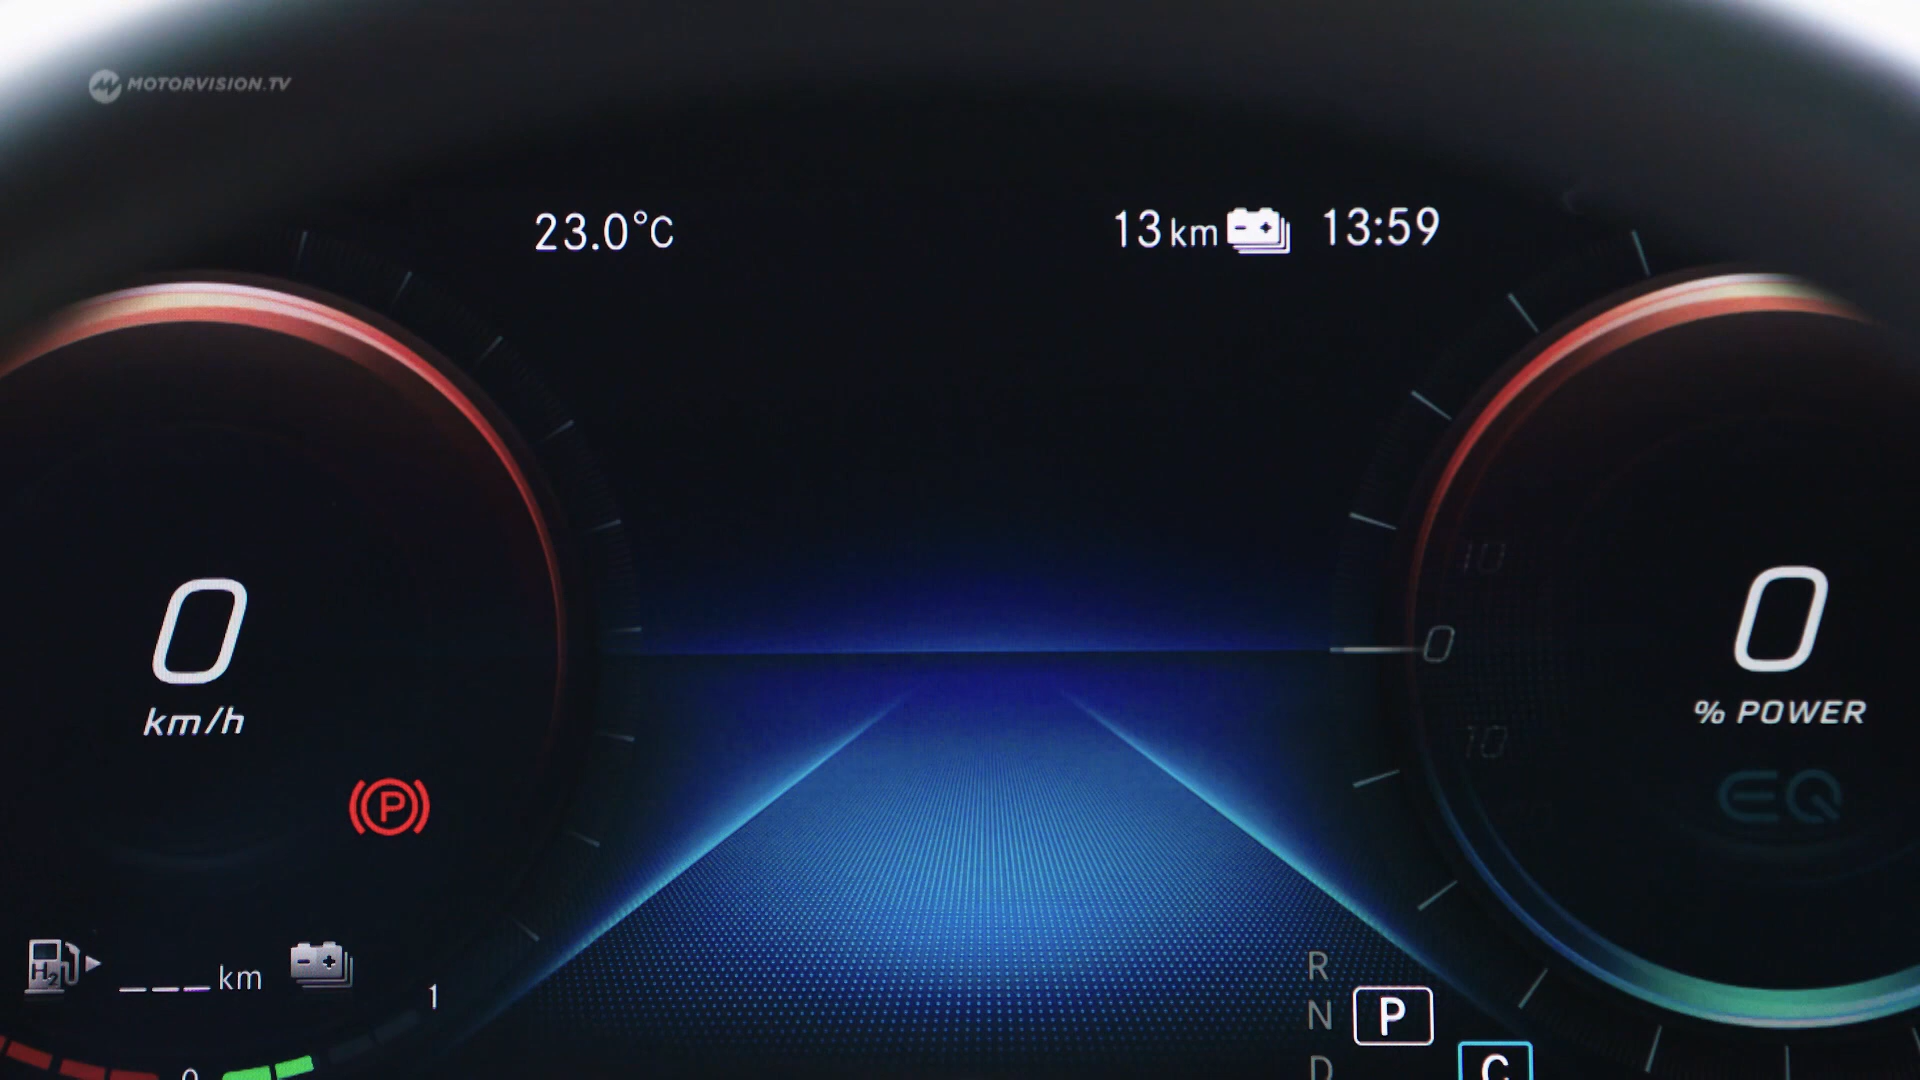 MOTORVISION.TV
23.0°C
13 km 13:59
10
0
0
0
km/h
% POWER
10
P
EQ
H2 ___ km
1
R
N
P
D
C
0